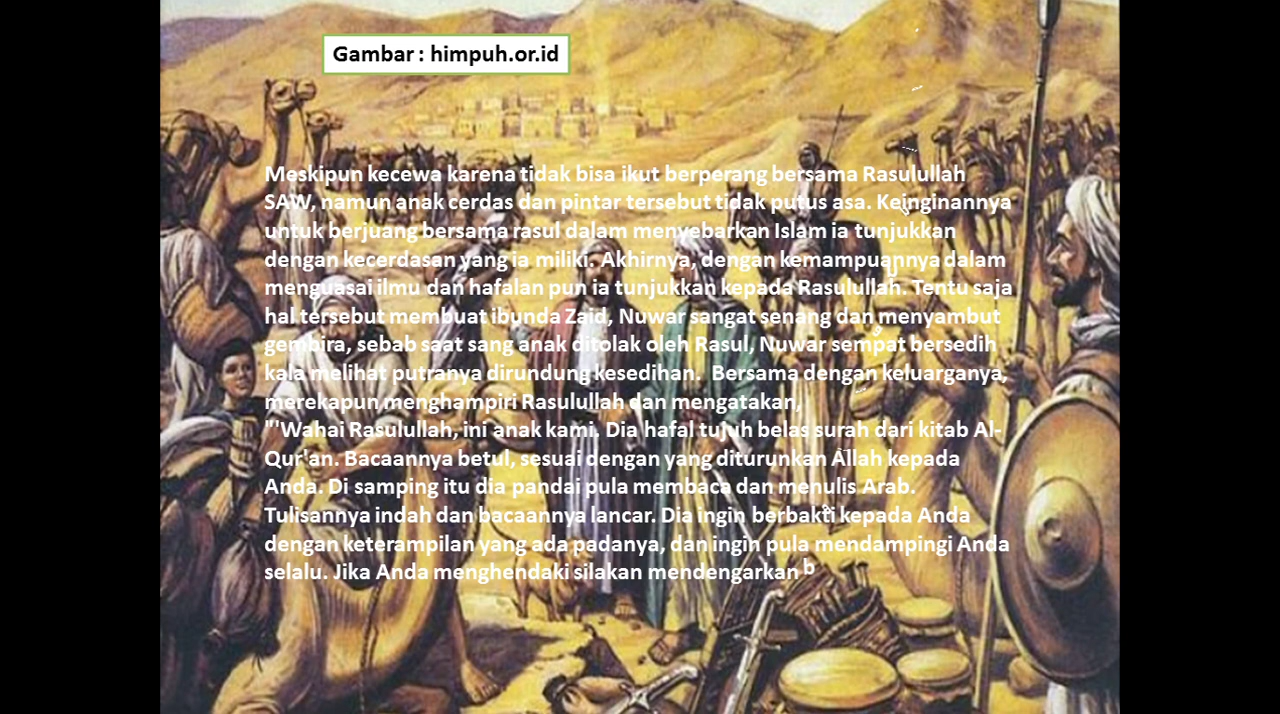 Gambar : himpuh.or.id
Meskipun kecewa karena tidak bisa ikut berperang bersama Rasulullah
SAW, namun anak cerdas dan pintar tersebut tidak putus asa. Keinginannya
untuk berjuang bersama rasul dalam menyebarkan Islam ia tunjukkan
dengan kecerdasan yang ia miliki. Akhirnya, dengan kemampuannya dalam
menguasai ilmu dan hafalan pun ia tunjukkan kepada Rasulullah. Tentu saja
hal tersebut membuat ibunda Zaid, Nuwar sangat senang dan menyambut
gembira, sebab saat sang anak ditolak oleh Rasul, Nuwar sempat bersedih
kala melihat putranya dirundung kesedihan.  Bersama dengan keluarganya,
merekapun menghampiri Rasulullah dan mengatakan,
"'Wahai Rasulullah, ini anak kami. Dia hafal tujuh belas surah dari kitab Al-
Qur'an. Bacaannya betul, sesuai dengan yang diturunkan Allah kepada
Anda. Di samping itu dia pandai pula membaca dan menulis Arab.
Tulisannya indah dan bacaannya lancar. Dia ingin berbakti kepada Anda
dengan keterampilan yang ada padanya, dan ingin pula mendampingi Anda
selalu. Jika Anda menghendaki silakan mendengarkan b